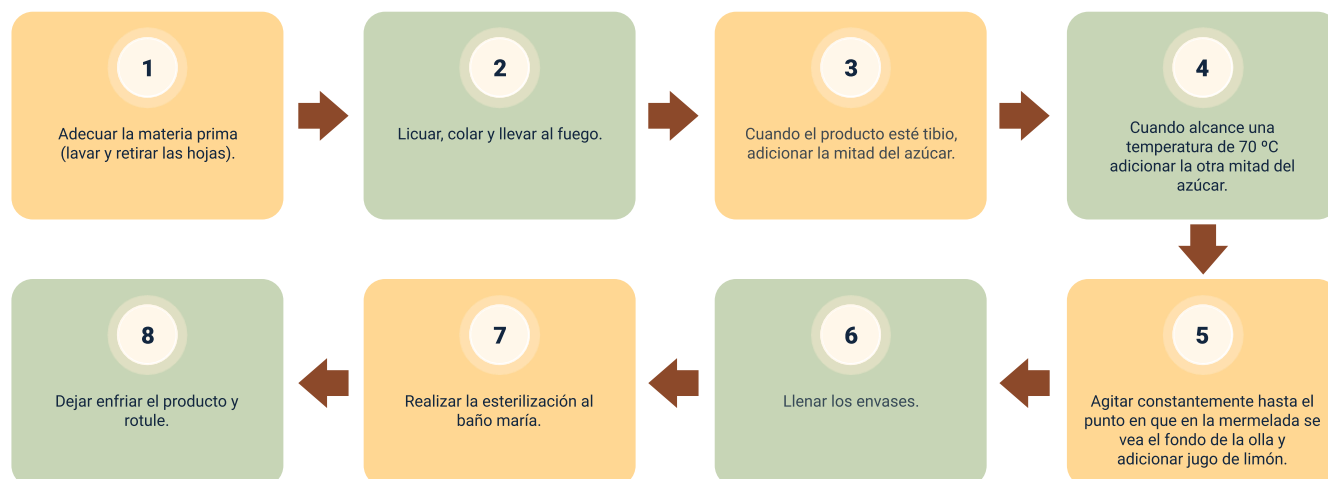 1
Adecuar la materia prima
(lavar y retirar las hojas).
2
Licuar, colar y llevar al fuego.
3
Cuando el producto esté tibio,
adicionar la mitad del azúcar.
4
Cuando alcance una
temperatura de 70 ºC
adicionar la otra mitad del
azúcar.
5
Agitar constantemente hasta el
punto en que en la mermelada se
vea el fondo de la olla y
adicionar jugo de limón.
6
Llenar los envases.
7
Realizar la esterilización al
baño maría.
8
Dejar enfriar el producto y
rotule.